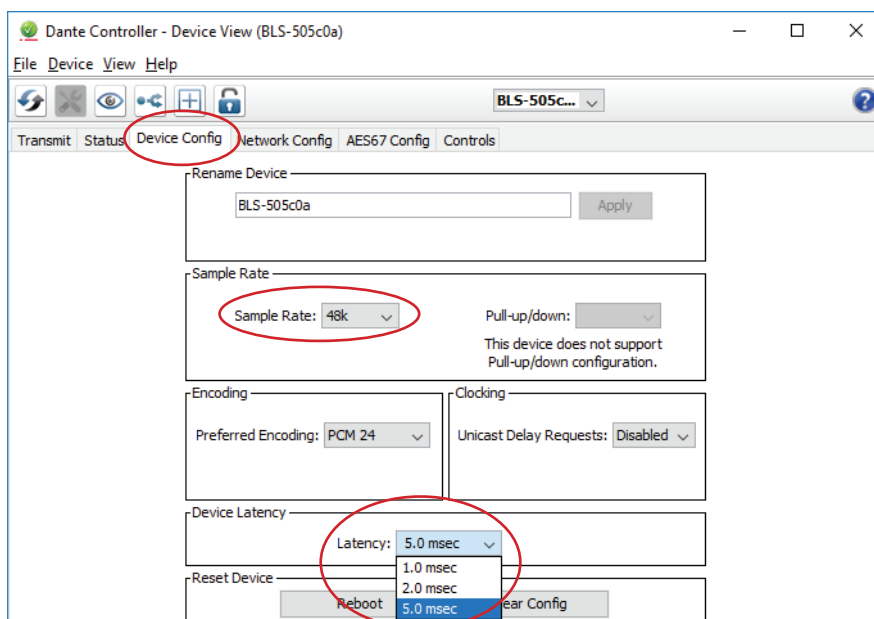 Dante Controller - Device View (BLS-505c0a)
File Device View Help
BLS-505c...
Transmit Status Device Config Network Config AES67 Config Controls
Rename Device
BLS-505c0a Apply
Sample Rate
Sample Rate: 48k Pull-up/down:
This device does not support
Pull-up/down configuration.
Encoding Clocking
Preferred Encoding: PCM 24 Unicast Delay Requests: Disabled
Device Latency
Latency: 5.0 msec
1.0 msec
2.0 msec
Reset Device
Reboot 5.0 msec ear Config